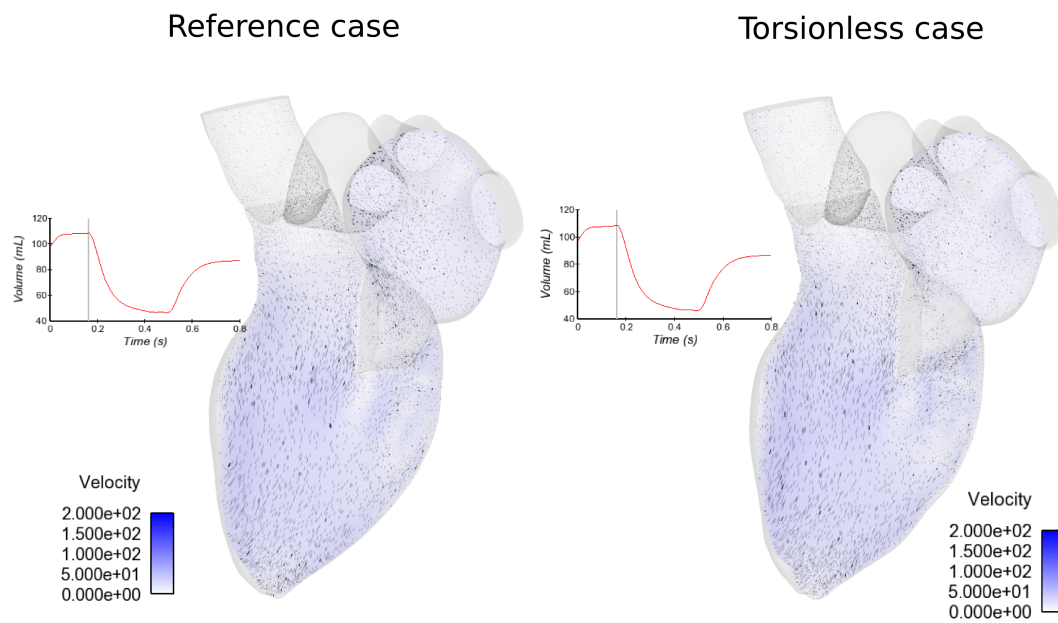 Reference case
Torsionless case
120
100
80
60
40
Volume (mL)
0
0.2
0.4
0.6
0.8
Time (s)
120
100
80
60
40
Volume (mL)
0
0.2
0.4
0.6
0.8
Time (s)
Velocity
2.000e+02
1.500e+02
1.000e+02
5.000e+01
0.000e+00
Velocity
2.000e+02
1.500e+02
1.000e+02
5.000e+01
0.000e+00